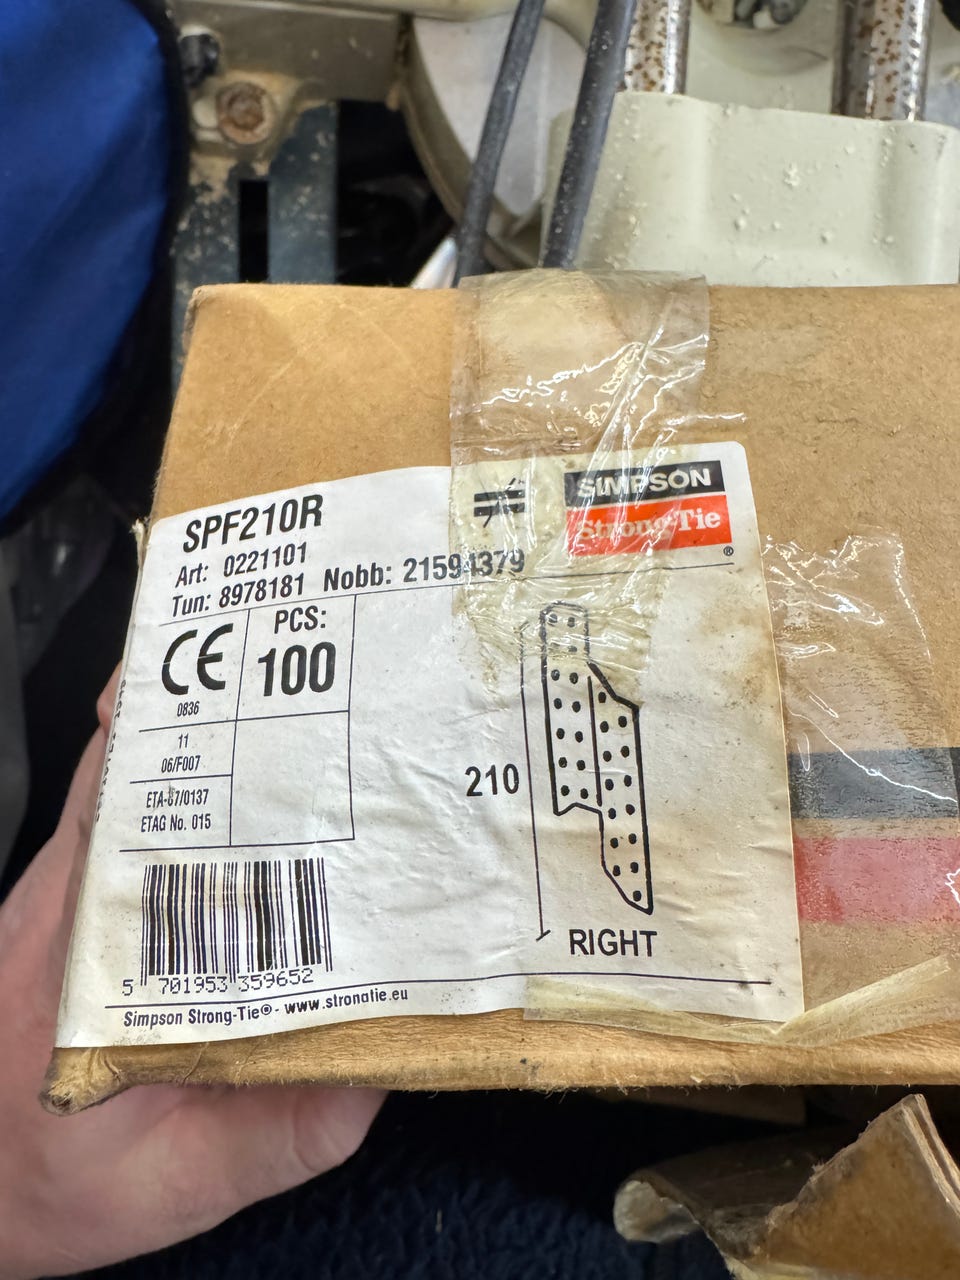 SPF210R
Art: 0221101
Tun: 8978181 Nobb: 21594379
SIMPSON
Strong-Tie
®
CE
0836
PCS:
100
11
06/F007
ETA-07/0137
ETAG No. 015
210
RIGHT
5 701953 359652
Simpson Strong-Tie® - www.strongtie.eu